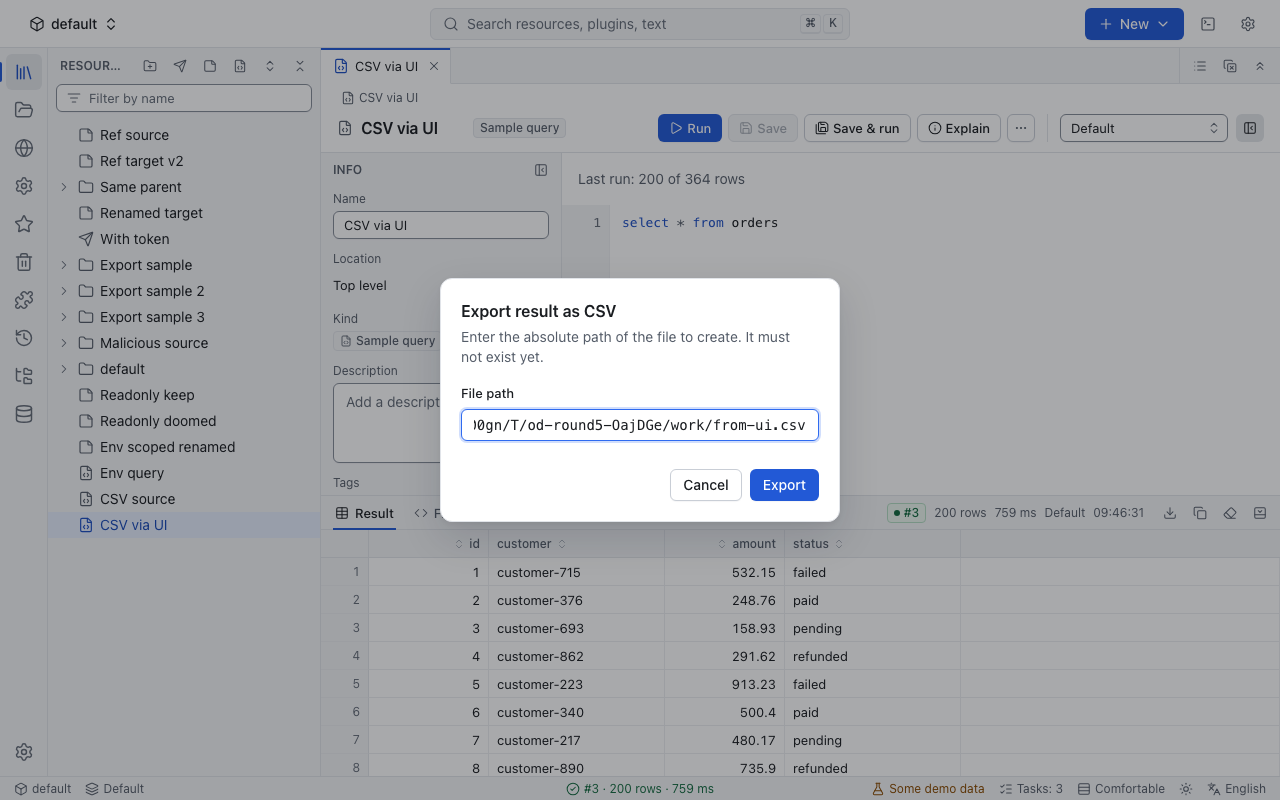 default
Search resources, plugins, text
⌘ K
New
RESOUR...
Filter by name
Ref source
Ref target v2
Same parent
Renamed target
With token
Export sample
Export sample 2
Export sample 3
Malicious source
default
Readonly keep
Readonly doomed
Env scoped renamed
Env query
CSV source
CSV via UI
CSV via UI
CSV via UI
CSV via UI
Sample query
Run
Save
Save & run
Explain
Default
INFO
Name
CSV via UI
Location
Top level
Kind
Sample query
Description
Add a descript
Tags
Last run: 200 of 364 rows
1 select * from orders
Export result as CSV
Enter the absolute path of the file to create. It must
not exist yet.
File path
0gn/T/od-round5-OajDGe/work/from-ui.csv
Cancel
Export
Result
#3 200 rows 759 ms Default 09:46:31
id customer amount status
1 1 customer-715 532.15 failed
2 2 customer-376 248.76 paid
3 3 customer-693 158.93 pending
4 4 customer-862 291.62 refunded
5 5 customer-223 913.23 failed
6 6 customer-340 500.4 paid
7 7 customer-217 480.17 pending
8 8 customer-890 735.9 refunded
default
Default
#3 · 200 rows · 759 ms
Some demo data
Tasks: 3
Comfortable
English